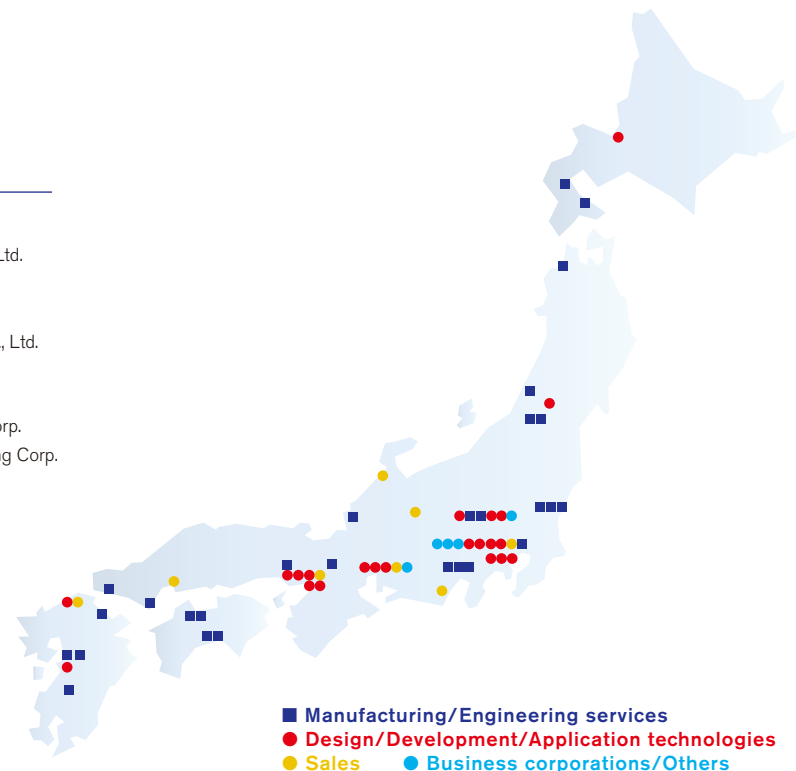 Ltd.
, Ltd.
orp.
ng Corp.
Manufacturing/Engineering services
Design/Development/Application technologies
Sales
Business corporations/Others